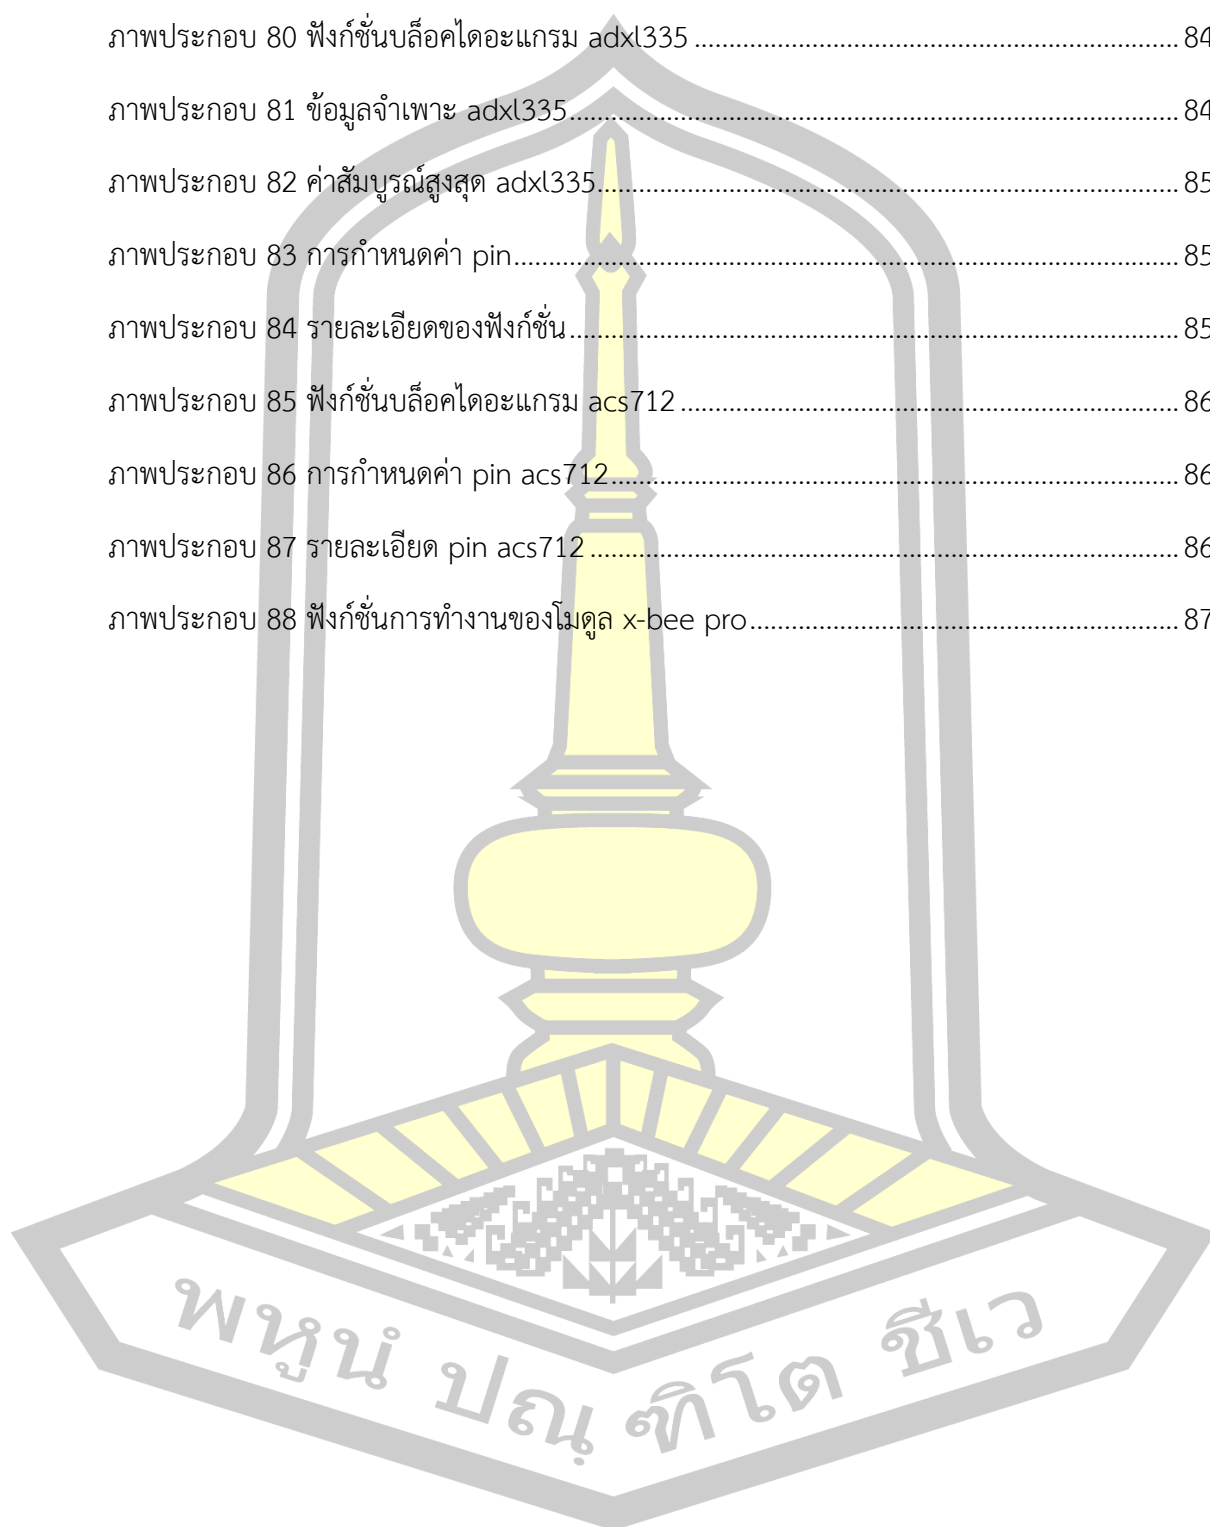 ภาพประกอบ 80 ฟังก์ชั่นบล็อคไดอะแกรม adxl335 ........................................................... 84
ภาพประกอบ 81 ข้อมูลจำเพาะ adxl335........................................................................... 84
ภาพประกอบ 82 ค่าสัมบูรณ์สูงสุด adxl335....................................................................... 85
ภาพประกอบ 83 การกำหนดค่า pin.................................................................................. 85
ภาพประกอบ 84 รายละเอียดของฟังก์ชั่น........................................................................... 85
ภาพประกอบ 85 ฟังก์ชั่นบล็อคไดอะแกรม acs712 ............................................................. 86
ภาพประกอบ 86 การกำหนดค่า pin acs712...................................................................... 86
ภาพประกอบ 87 รายละเอียด pin acs712 ........................................................................ 86
ภาพประกอบ 88 ฟังก์ชั่นการทำงานของโมดูล x-bee pro..................................................... 87
พหูนํ ปณฺฑิโต ชีเว